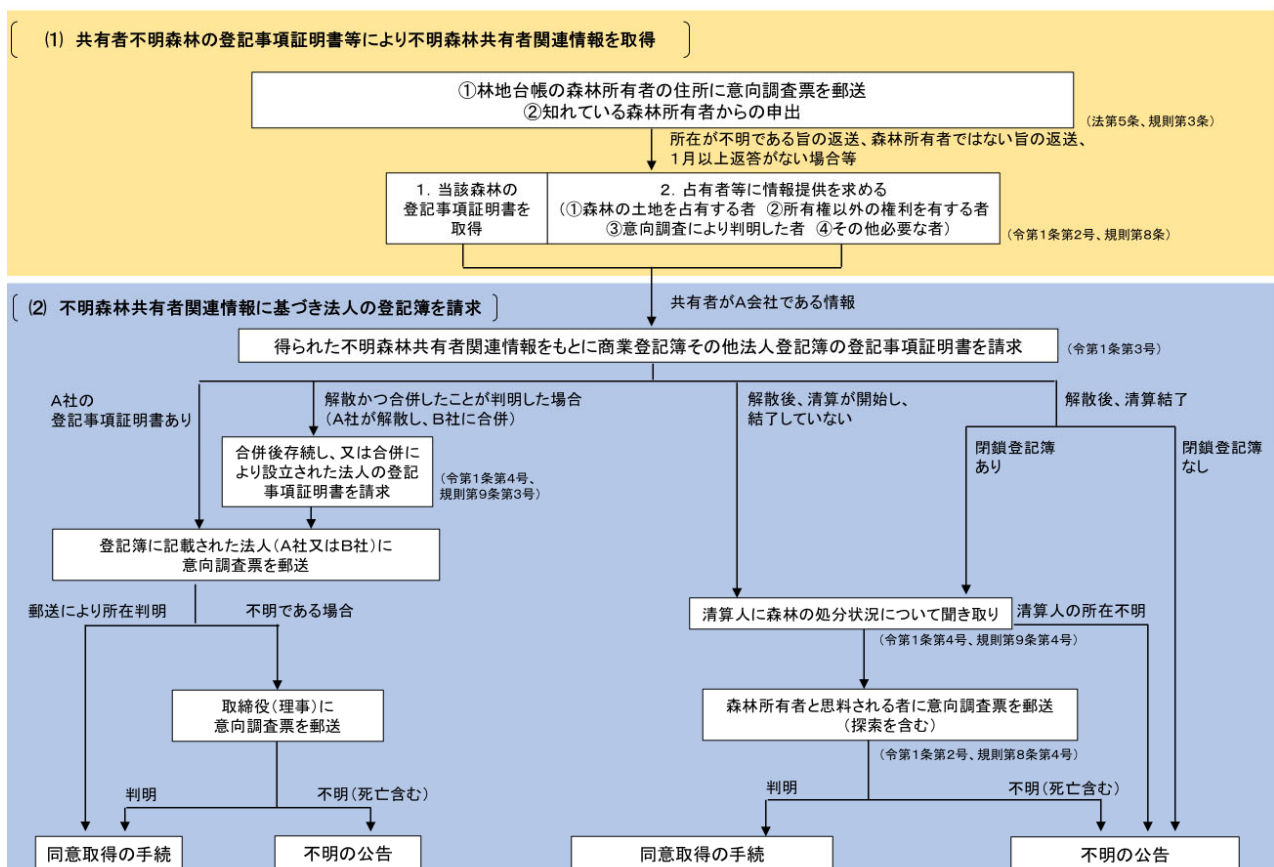 (1) 共有者不明森林の登記事項証明書等により不明森林共有者関連情報を取得
①林地台帳の森林所有者の住所に意向調査票を郵送
②知れている森林所有者からの申出
(法第5条、規則第3条)
所在が不明である旨の返送、森林所有者ではない旨の返送、
1月以上返答がない場合等
1. 当該森林の
登記事項証明書を
取得
2. 占有者等に情報提供を求める
(①森林の土地を占有する者 ②所有権以外の権利を有する者
③意向調査により判明した者 ④その他必要な者)
(令第1条第2号、規則第8条)
(2) 不明森林共有者関連情報に基づき法人の登記簿を請求
共有者がA会社である情報
得られた不明森林共有者関連情報をもとに商業登記簿その他法人登記簿の登記事項証明書を請求
(令第1条第3号)
A社の
登記事項証明書あり
解散かつ合併したことが判明した場合
(A社が解散し、B社に合併)
解散後、清算が開始し、
結了していない
解散後、清算結了
合併後存続し、又は合併に
より設立された法人の登記
事項証明書を請求
(令第1条第4号、
規則第9条第3号)
閉鎖登記簿
あり
閉鎖登記簿
なし
登記簿に記載された法人(A社又はB社)に
意向調査票を郵送
郵送により所在判明
不明である場合
清算人に森林の処分状況について聞き取り
清算人の所在不明
(令第1条第4号、規則第9条第4号)
取締役(理事)に
意向調査票を郵送
森林所有者と思料される者に意向調査票を郵送
(探索を含む)
(令第1条第2号、規則第8条第4号)
判明
不明(死亡含む)
判明
不明(死亡含む)
同意取得の手続
不明の公告
同意取得の手続
不明の公告